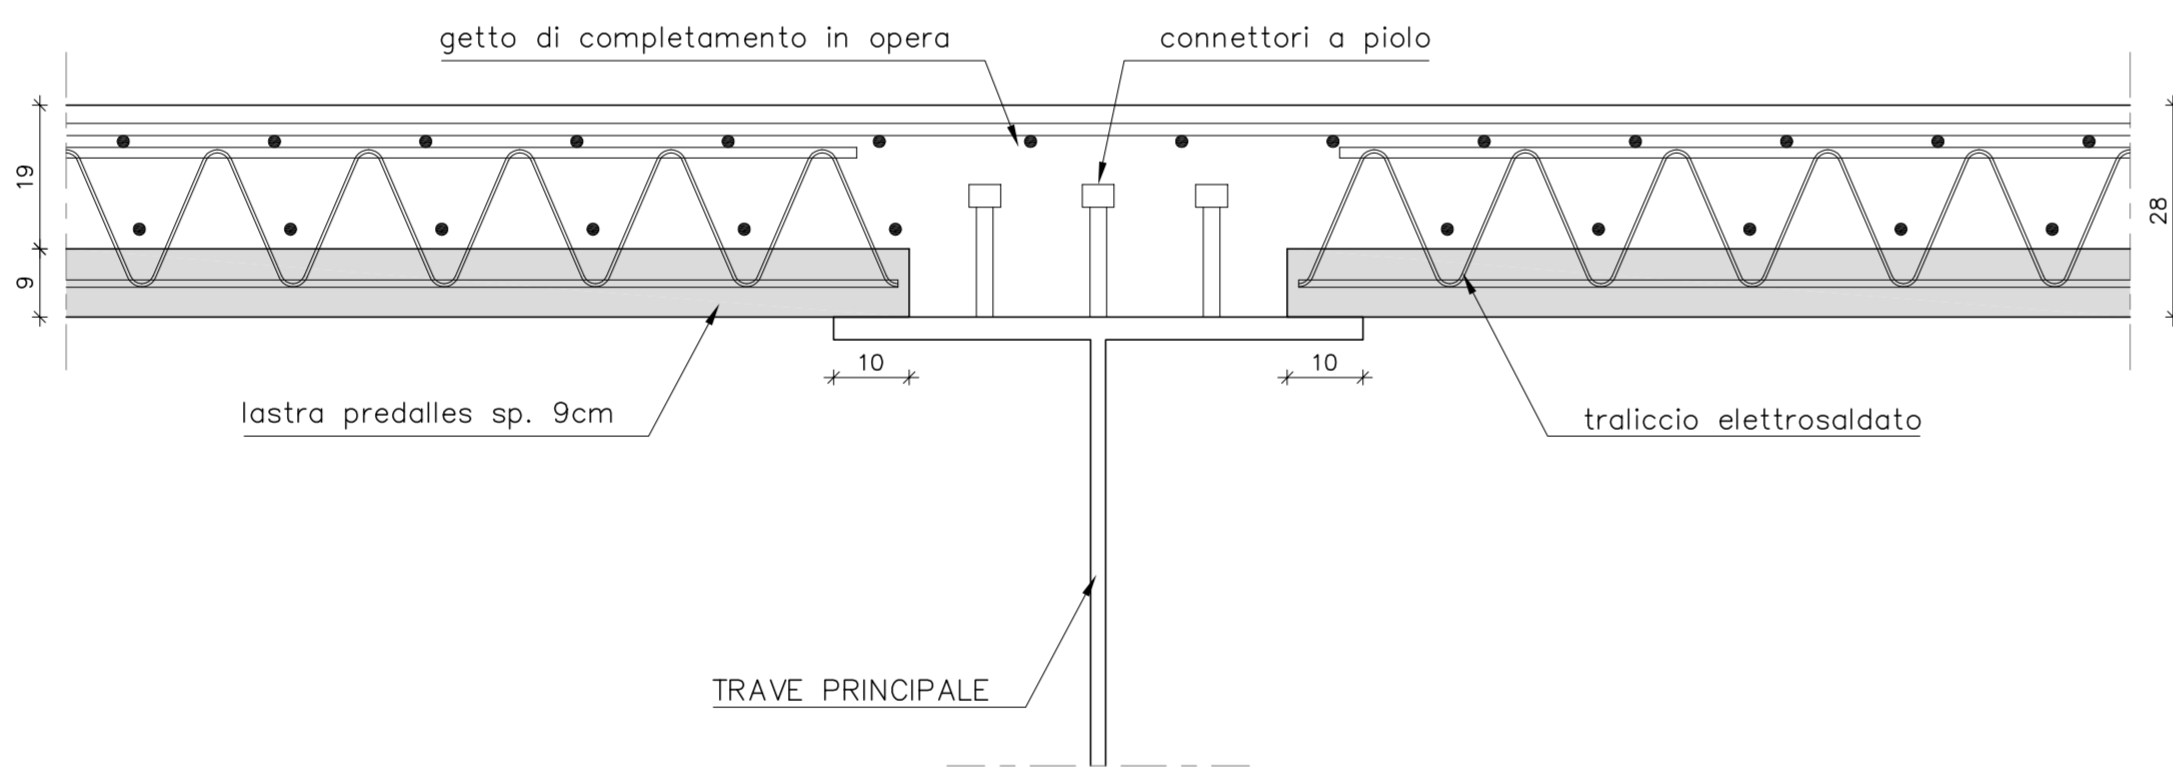 getto di completamento in opera
connettori a piolo
19
28
9
10
10
lastra predalles sp. 9cm
traliccio elettrosaldato
TRAVE PRINCIPALE